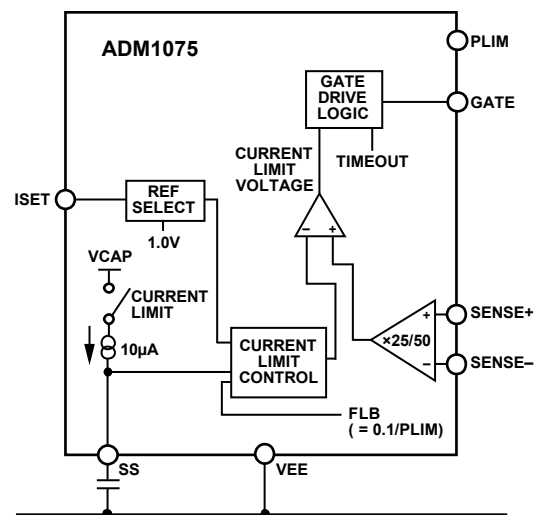 ADM1075
PLIM
GATE
DRIVE
LOGIC
GATE
CURRENT
LIMIT
VOLTAGE
TIMEOUT
ISET
REF
SELECT
1.0V
– +
VCAP
CURRENT
LIMIT
10µA
CURRENT
LIMIT
CONTROL
+
×25/50
–
SENSE+
SENSE–
FLB
( = 0.1/PLIM)
SS
VEE